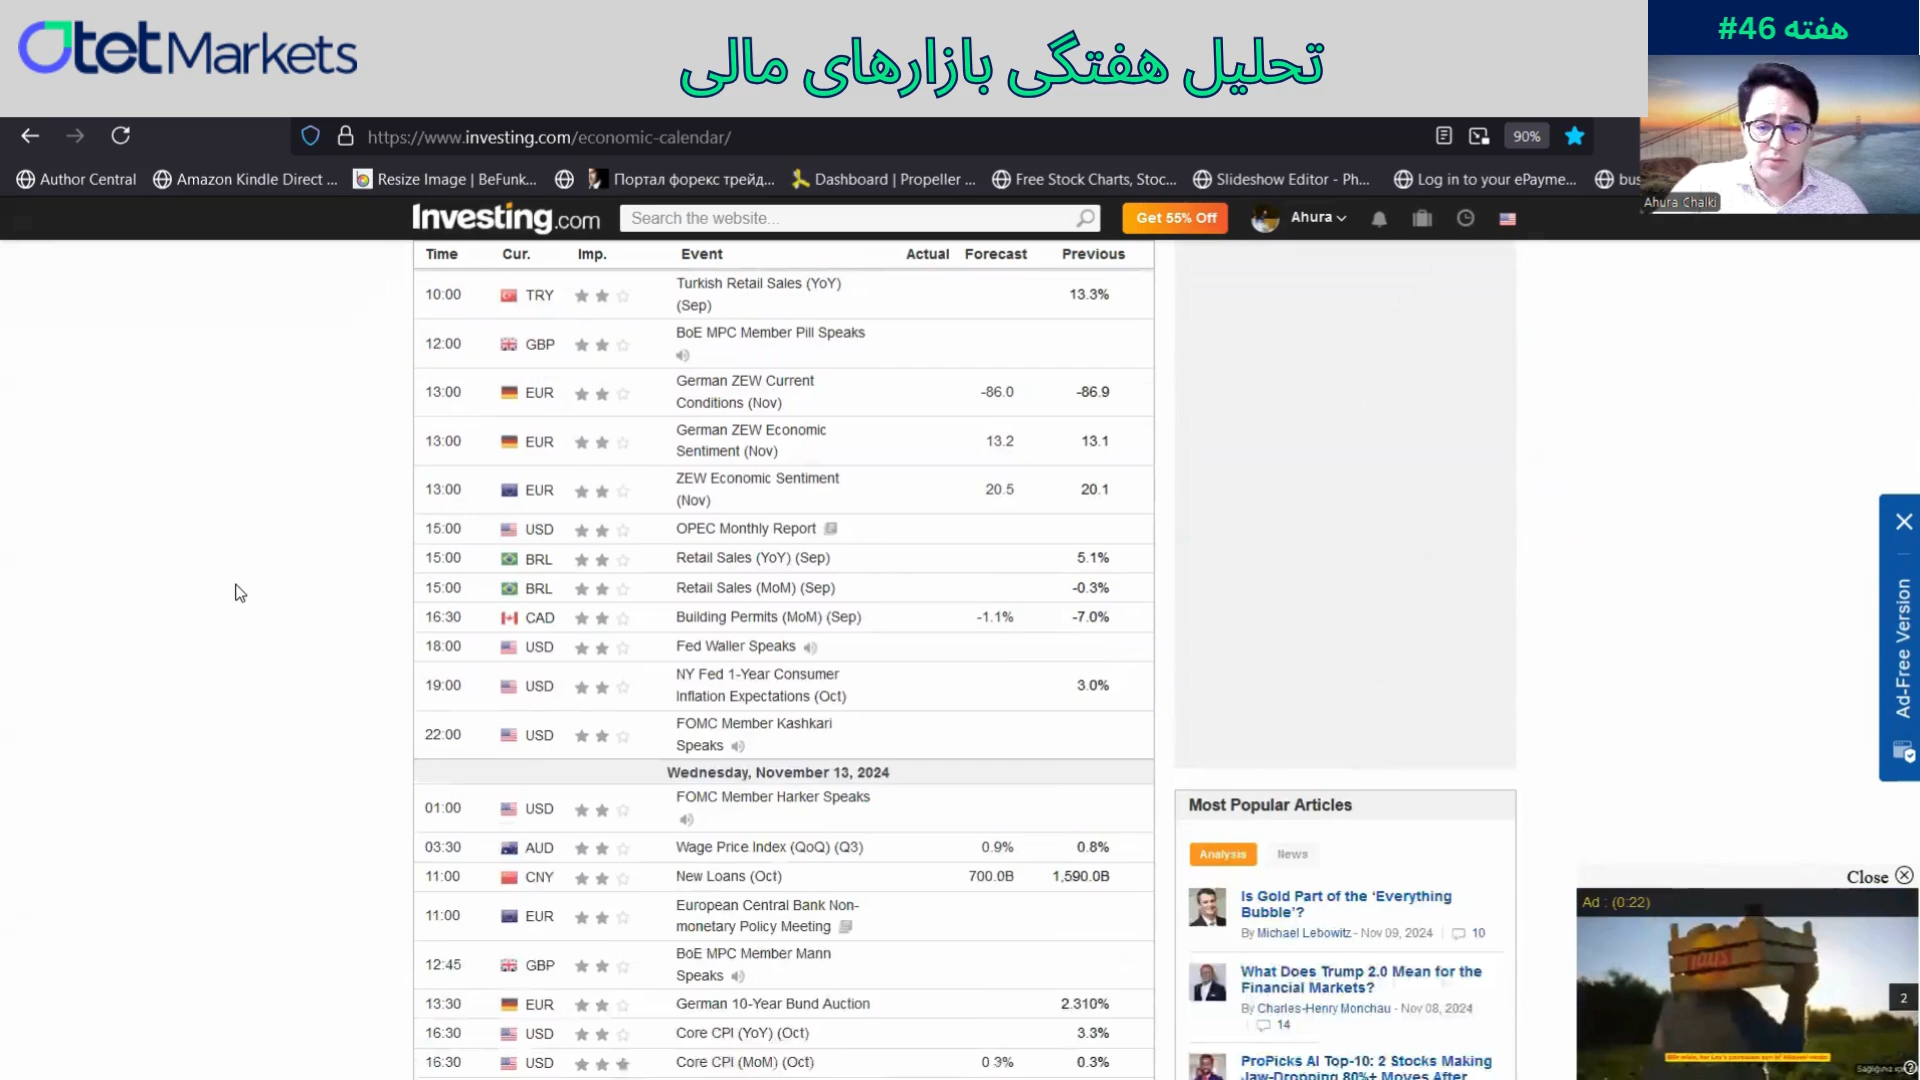 OtetMarkets
تحلیل هفتگی بازارهای مالی
هفته 46#
Ahura Chalki
https://www.investing.com/economic-calendar/
90%
Author Central
Amazon Kindle Direct ...
Resize Image | BeFunk...
Портал форекс трейд...
Dashboard | Propeller ...
Free Stock Charts, Stoc...
Slideshow Editor - Ph...
Log in to your ePayme...
bus
Investing.com
Search the website...
Get 55% Off
Ahura
Time Cur. Imp. Event Actual Forecast Previous
10:00 TRY Turkish Retail Sales (YoY) 13.3%
(Sep)
12:00 GBP BoE MPC Member Pill Speaks
13:00 EUR German ZEW Current -86.0 -86.9
Conditions (Nov)
13:00 EUR German ZEW Economic 13.2 13.1
Sentiment (Nov)
13:00 EUR ZEW Economic Sentiment 20.5 20.1
(Nov)
15:00 USD OPEC Monthly Report
15:00 BRL Retail Sales (YoY) (Sep) 5.1%
15:00 BRL Retail Sales (MoM) (Sep) -0.3%
16:30 CAD Building Permits (MoM) (Sep) -1.1% -7.0%
18:00 USD Fed Waller Speaks
19:00 USD NY Fed 1-Year Consumer 3.0%
Inflation Expectations (Oct)
22:00 USD FOMC Member Kashkari
Speaks
Wednesday, November 13, 2024
01:00 USD FOMC Member Harker Speaks
03:30 AUD Wage Price Index (QoQ) (Q3) 0.9% 0.8%
11:00 CNY New Loans (Oct) 700.0B 1,590.0B
11:00 EUR European Central Bank Non-
monetary Policy Meeting
12:45 GBP BoE MPC Member Mann
Speaks
13:30 EUR German 10-Year Bund Auction 2.310%
16:30 USD Core CPI (YoY) (Oct) 3.3%
16:30 USD Core CPI (MoM) (Oct) 0.3% 0.3%
Most Popular Articles
Analysis News
Is Gold Part of the ‘Everything
Bubble’?
By Michael Lebowitz - Nov 09, 2024 10
What Does Trump 2.0 Mean for the
Financial Markets?
By Charles-Henry Monchau - Nov 08, 2024
14
ProPicks AI Top-10: 2 Stocks Making
Jaw-Dropping 80%+ Moves After
Ad-Free Version
Close
Ad : (0:22)
2